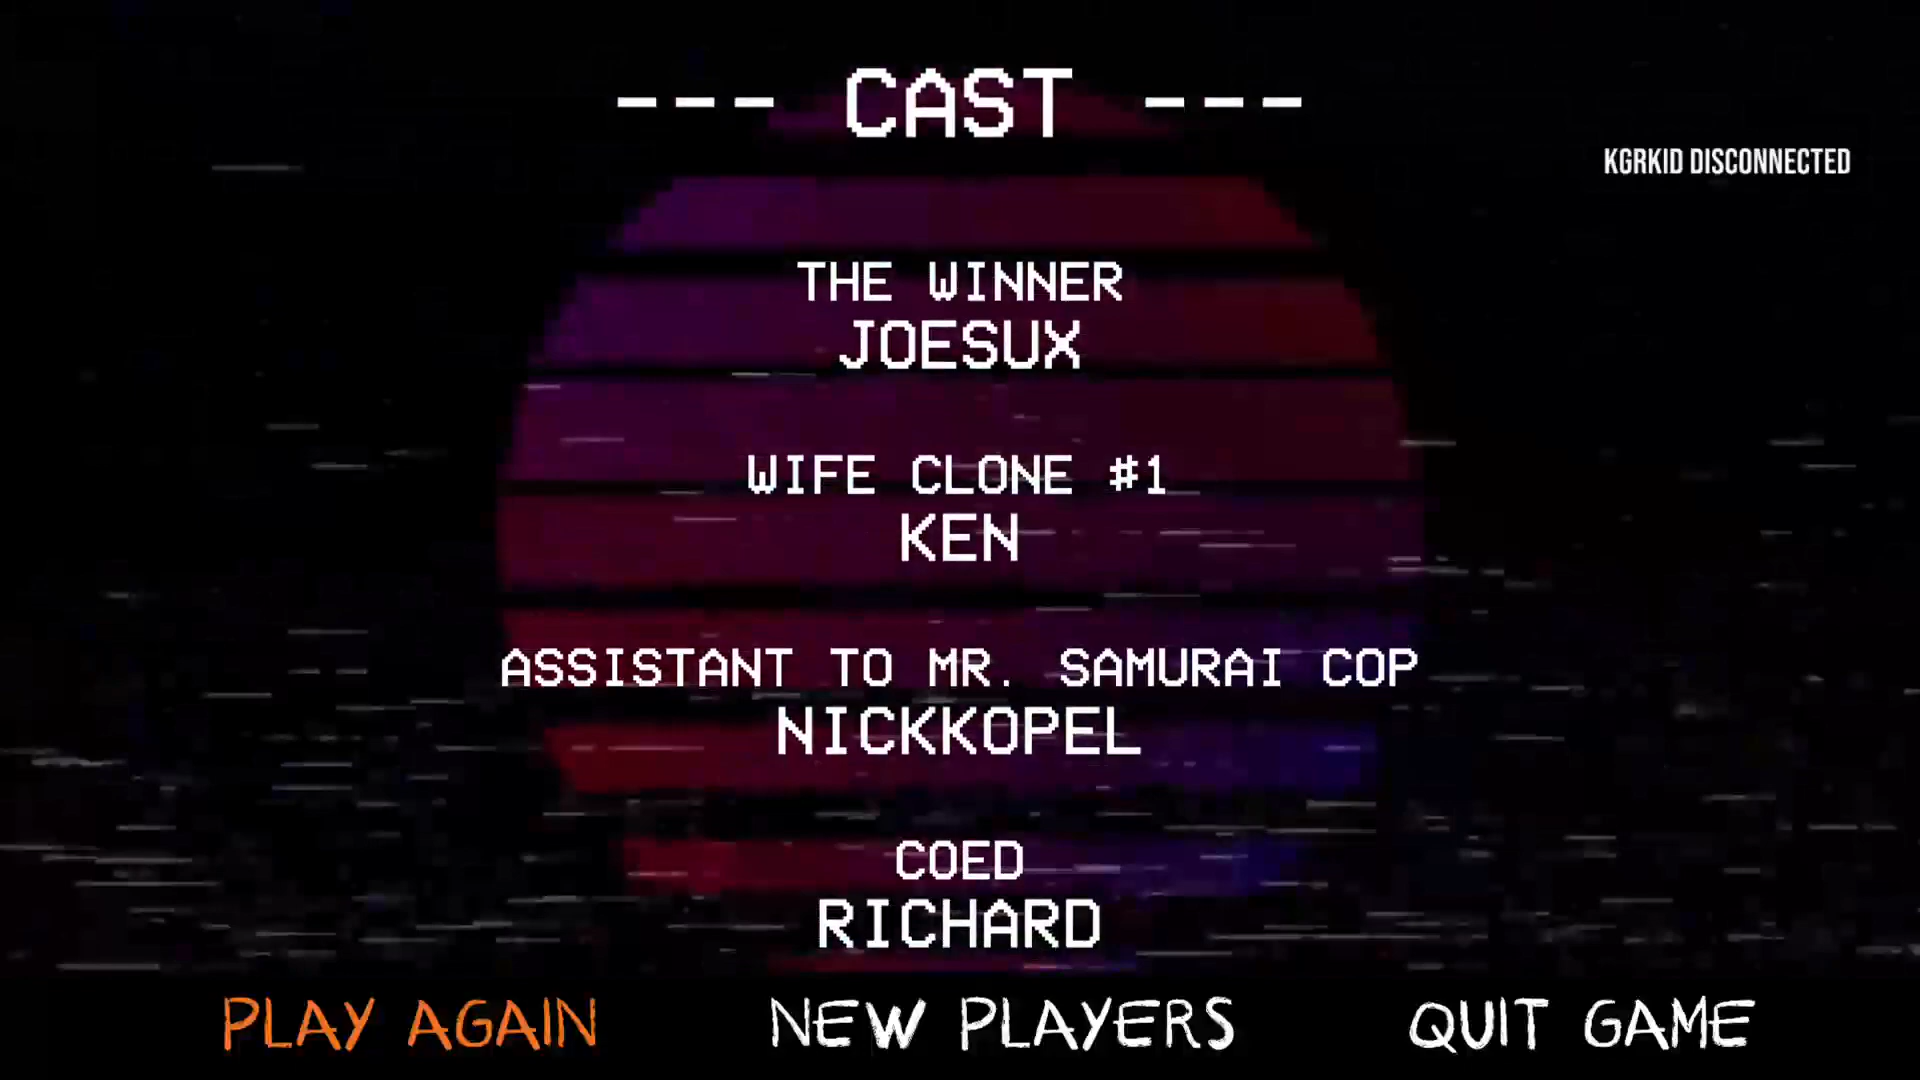 --- CAST ---
KGRKID DISCONNECTED
THE WINNER
JOESUX
WIFE CLONE #1
KEN
ASSISTANT TO MR. SAMURAI COP
NICKKOPEL
COED
RICHARD
PLAY AGAIN
NEW PLAYERS
QUIT GAME